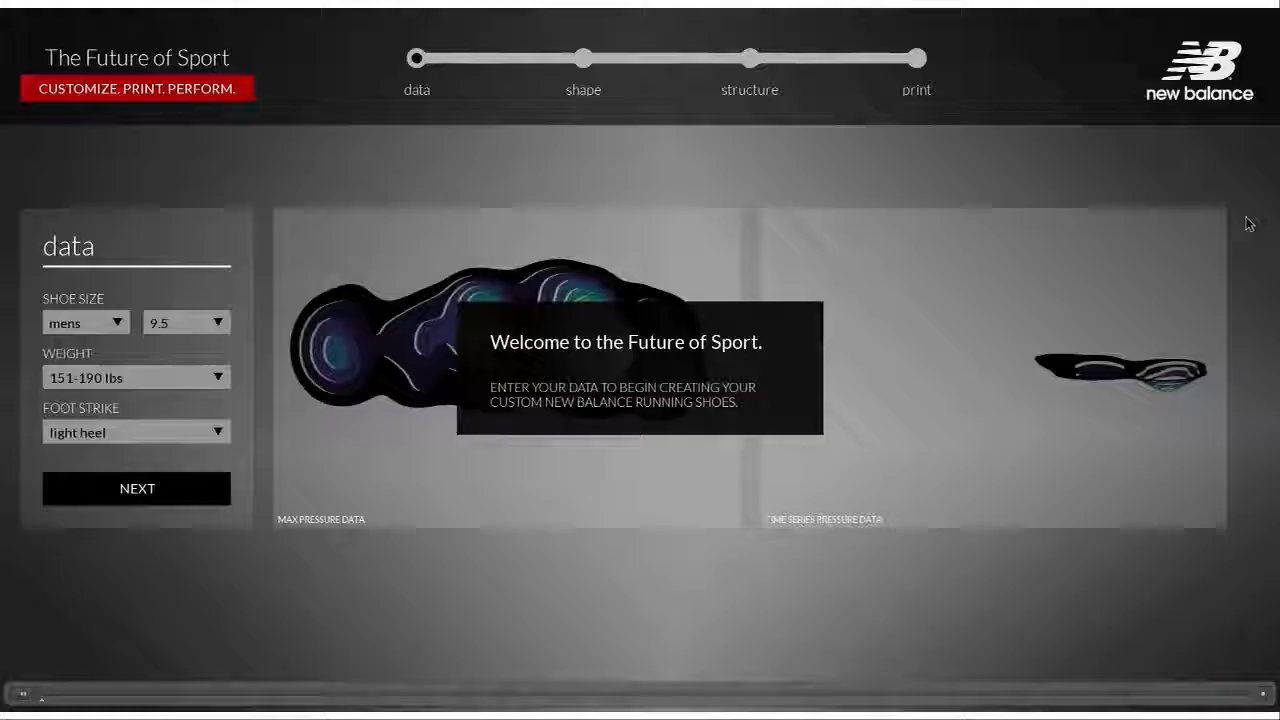 The Future of Sport
CUSTOMIZE. PRINT. PERFORM.
data
shape
structure
print
NB
new balance
data
SHOE SIZE
mens
9.5
WEIGHT
151-190 lbs
FOOT STRIKE
light heel
NEXT
Welcome to the Future of Sport.
ENTER YOUR DATA TO BEGIN CREATING YOUR
CUSTOM NEW BALANCE RUNNING SHOES.
MAX PRESSURE DATA
TIME SERIES PRESSURE DATA